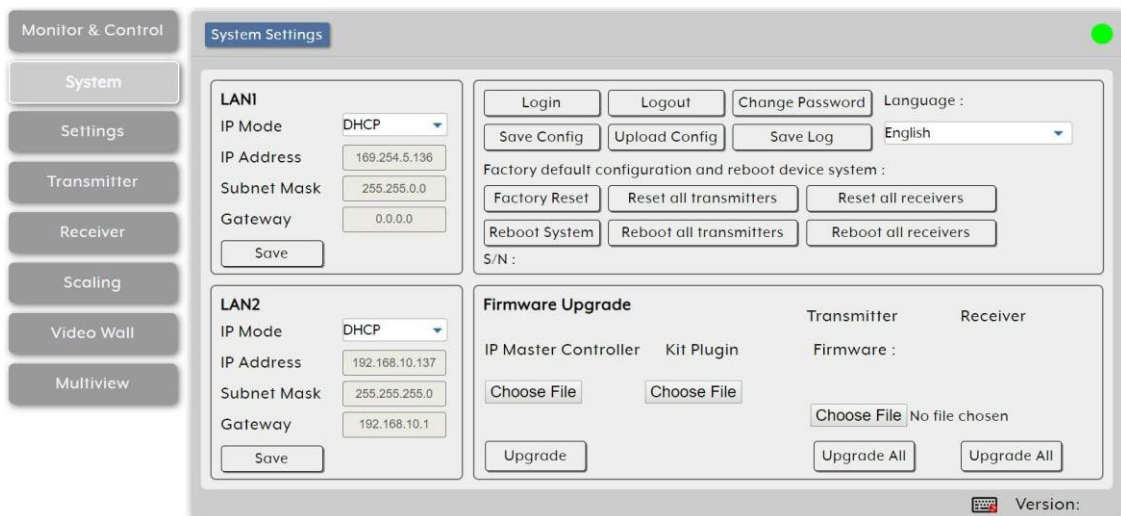 Monitor & Control
System
Settings
Transmitter
Receiver
Scaling
Video Wall
Multiview
System Settings
LAN1
IP Mode DHCP
IP Address 169.254.5.136
Subnet Mask 255.255.0.0
Gateway 0.0.0.0
Save
Login Logout Change Password Language :
Save Config Upload Config Save Log English
Factory default configuration and reboot device system :
Factory Reset Reset all transmitters Reset all receivers
Reboot System Reboot all transmitters Reboot all receivers
S/N :
LAN2
IP Mode DHCP
IP Address 192.168.10.137
Subnet Mask 255.255.255.0
Gateway 192.168.10.1
Save
Firmware Upgrade
Transmitter Receiver
IP Master Controller Kit Plugin Firmware :
Choose File Choose File
Choose File No file chosen
Upgrade Upgrade All Upgrade All
Version: